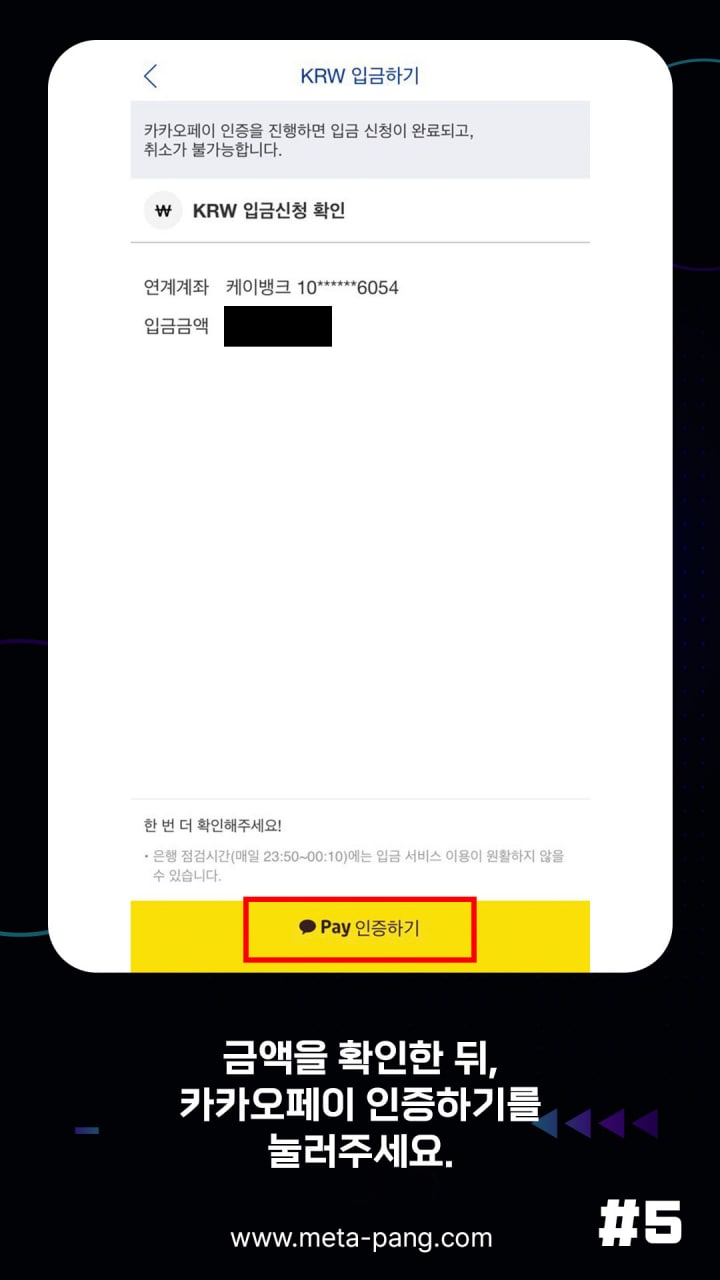 KRW 입금하기
카카오페이 인증을 진행하면 입금 신청이 완료되고,
취소가 불가능합니다.
₩ KRW 입금신청 확인
연계계좌 케이뱅크 10******6054
입금금액
한 번 더 확인해주세요!
• 은행 점검시간(매일 23:50~00:10)에는 입금 서비스 이용이 원활하지 않을
수 있습니다.
Pay 인증하기
금액을 확인한 뒤,
카카오페이 인증하기를
눌러주세요.
#5
www.meta-pang.com